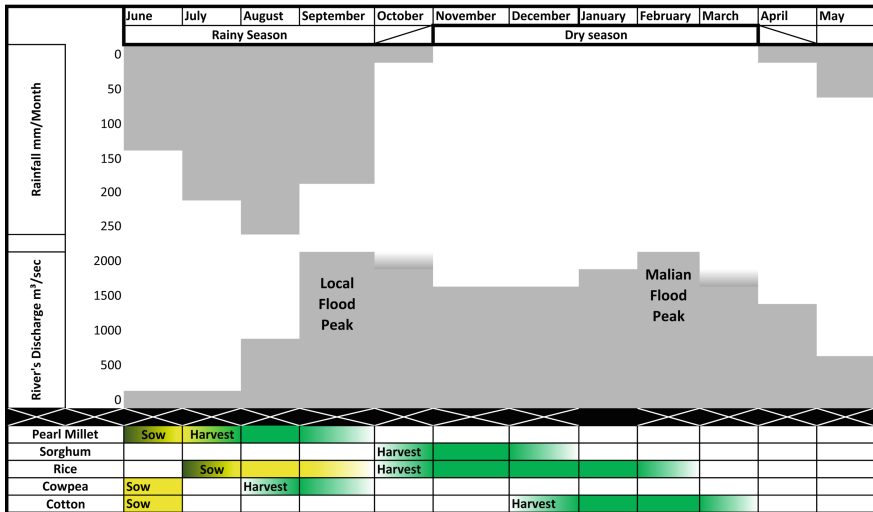 June July August September October November December January February March April May
Rainy Season Dry season
Rainfall mm/Month
0
50
100
150
200
250
River's Discharge m³/sec
2000
1500
1000
500
0
Local
Flood
Peak
Malian
Flood
Peak
Pearl Millet Sow Harvest
Sorghum Harvest
Rice Sow Harvest
Cowpea Sow Harvest
Cotton Sow Harvest